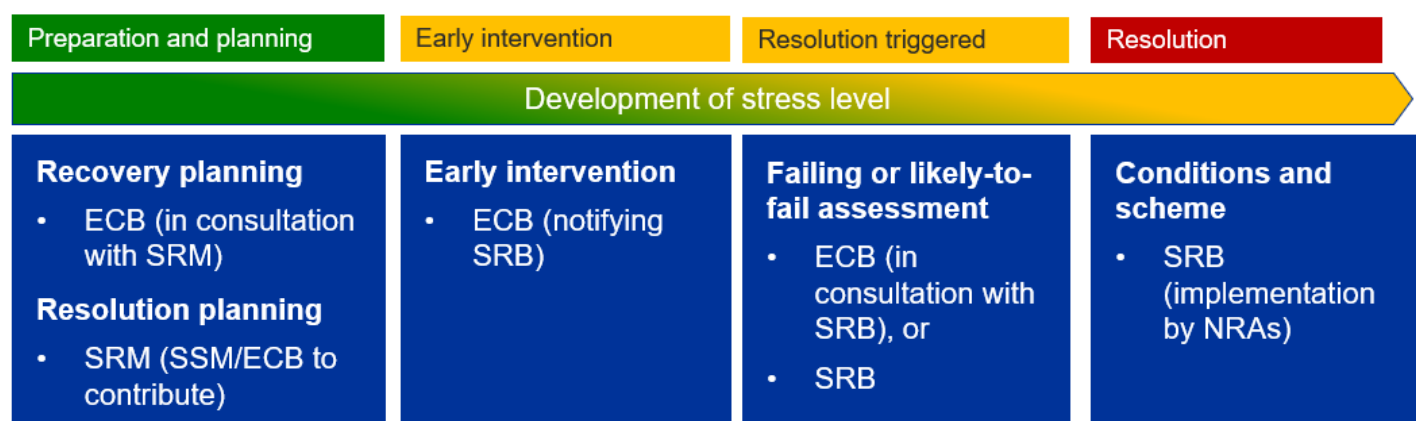 Preparation and planning
Early intervention
Resolution triggered
Resolution
Development of stress level
Recovery planning
• ECB (in consultation
with SRM)
Resolution planning
• SRM (SSM/ECB to
contribute)
Early intervention
• ECB (notifying
SRB)
Failing or likely-to-
fail assessment
• ECB (in
consultation with
SRB), or
• SRB
Conditions and
scheme
• SRB
(implementation
by NRAs)